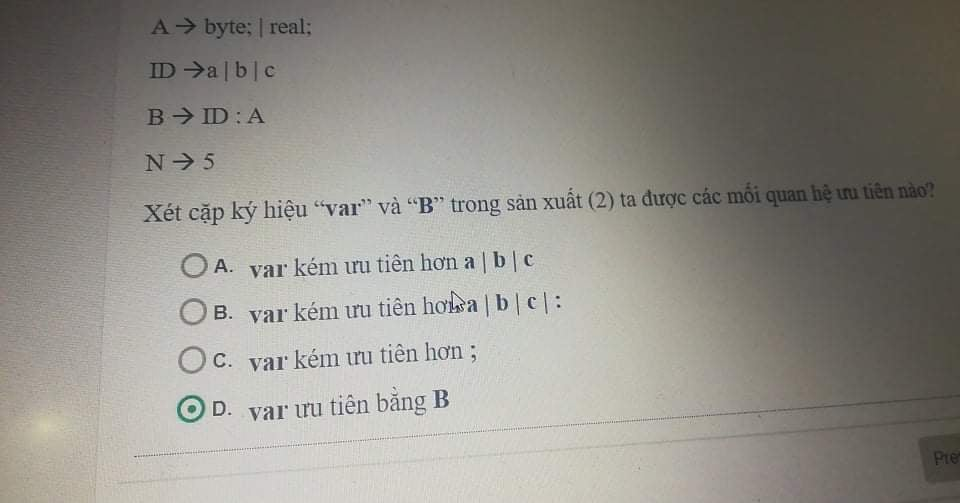 A → byte; | real;
ID → a | b | c
B → ID : A
N → 5
Xét cặp ký hiệu “var” và “B” trong sản xuất (2) ta được các mối quan hệ ưu tiên nào?
A. var kém ưu tiên hơn a | b | c
B. var kém ưu tiên hơn a | b | c | :
C. var kém ưu tiên hơn ;
D. var ưu tiên bằng B
Pre